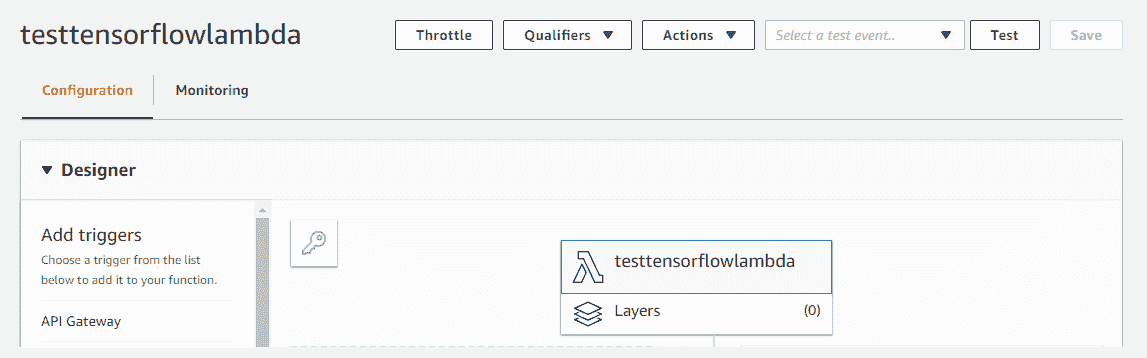 testtensorflowlambda
Throttle
Qualifiers
Actions
Select a test event..
Test
Save
Configuration
Monitoring
Designer
Add triggers
Choose a trigger from the list
below to add it to your function.
API Gateway
testtensorflowlambda
Layers (0)